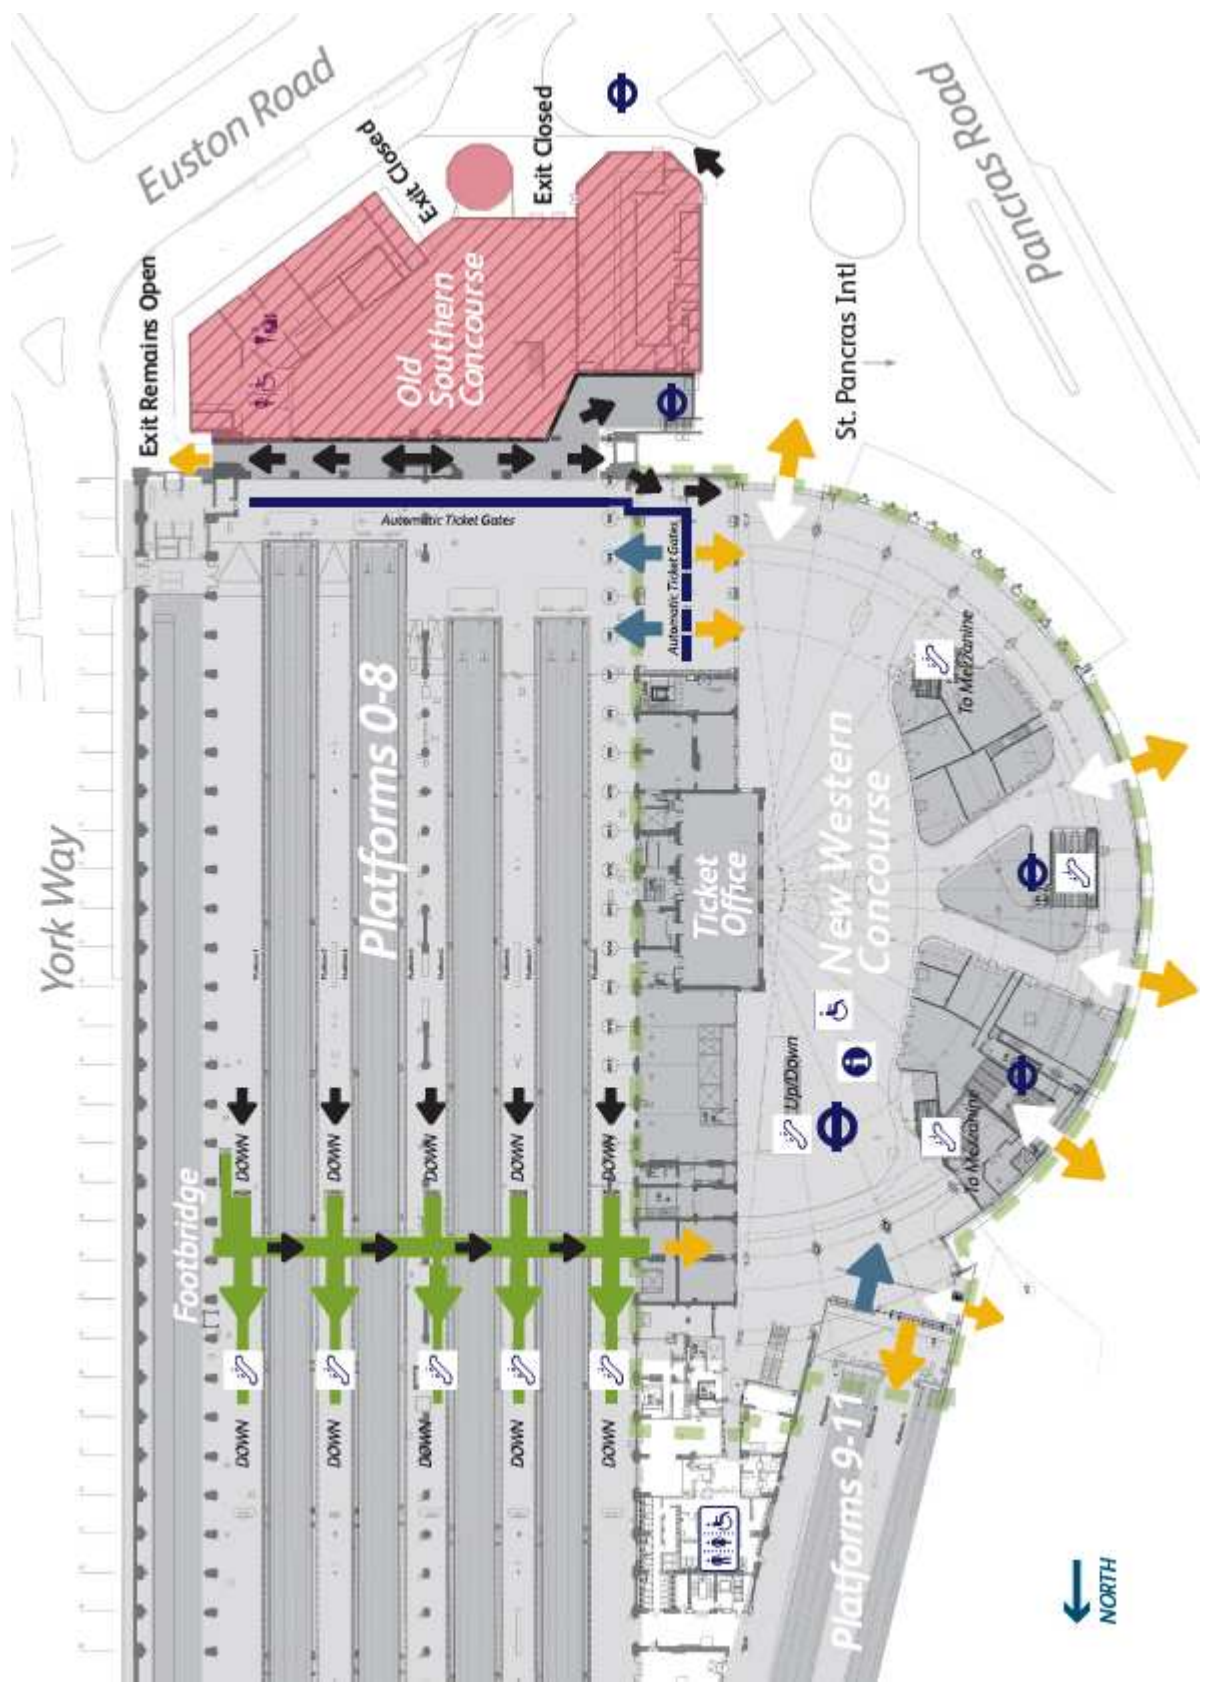 Euston Road
Pancras Road
Exit Closed
Exit Closed
Exit Remains Open
Old
Southern
Concourse
St. Pancras Intl
Automatic Ticket Gates
Automatic Ticket Gates
York Way
Platforms 0-8
To Mezzanine
Ticket
Office
New Western
Concourse
Up/Down
To Mezzanine
Footbridge
DOWN
DOWN
DOWN
DOWN
DOWN
DOWN
DOWN
DOWN
DOWN
DOWN
Platforms 9-11
NORTH